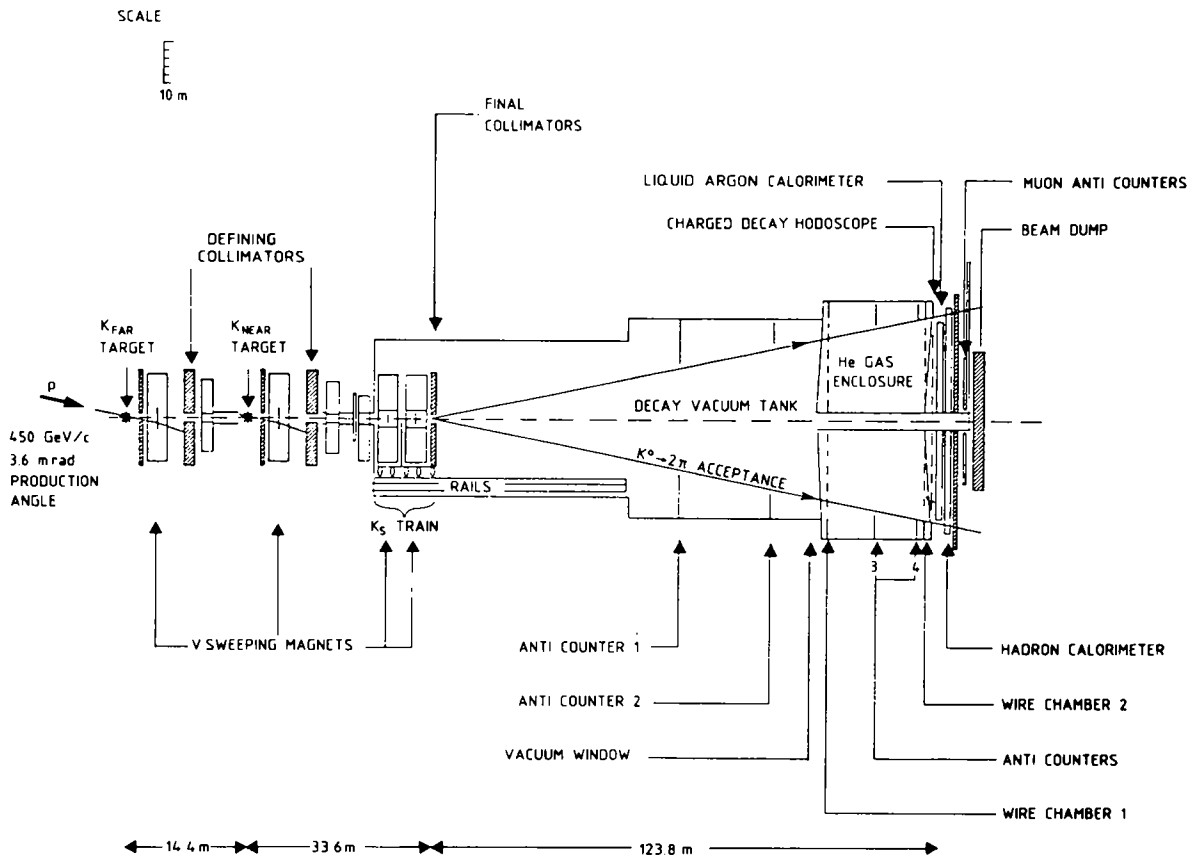 SCALE
10 m
FINAL
COLLIMATORS
LIQUID ARGON CALORIMETER
MUON ANTI COUNTERS
CHARGED DECAY HODOSCOPE
BEAM DUMP
DEFINING
COLLIMATORS
KFAR
TARGET
KNEAR
TARGET
He GAS
ENCLOSURE
P
DECAY VACUUM TANK
450 GeV/c
3.6 mrad
PRODUCTION
ANGLE
K° → 2π ACCEPTANCE
RAILS
KS TRAIN
3
4
V SWEEPING MAGNETS
ANTI COUNTER 1
HADRON CALORIMETER
ANTI COUNTER 2
WIRE CHAMBER 2
VACUUM WINDOW
ANTI COUNTERS
WIRE CHAMBER 1
14.4 m
33.6 m
123.8 m